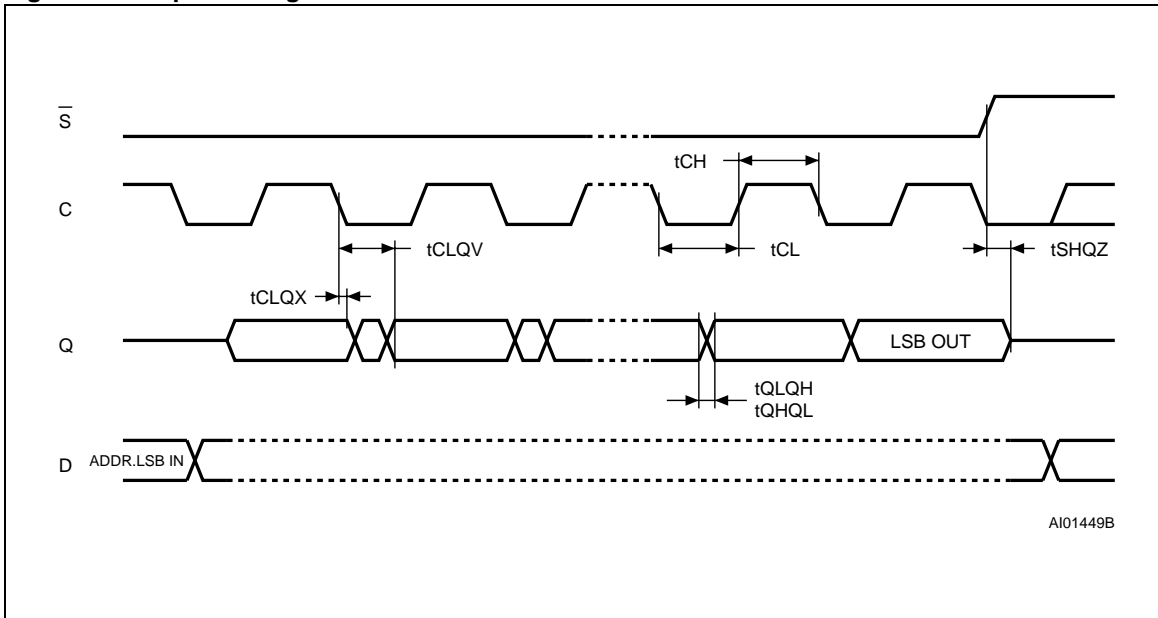 S
tCH
C
tCLQV
tCL
tSHQZ
tCLQX
Q
LSB OUT
tQLQH
tQHQL
D
ADDR.LSB IN
AI01449B